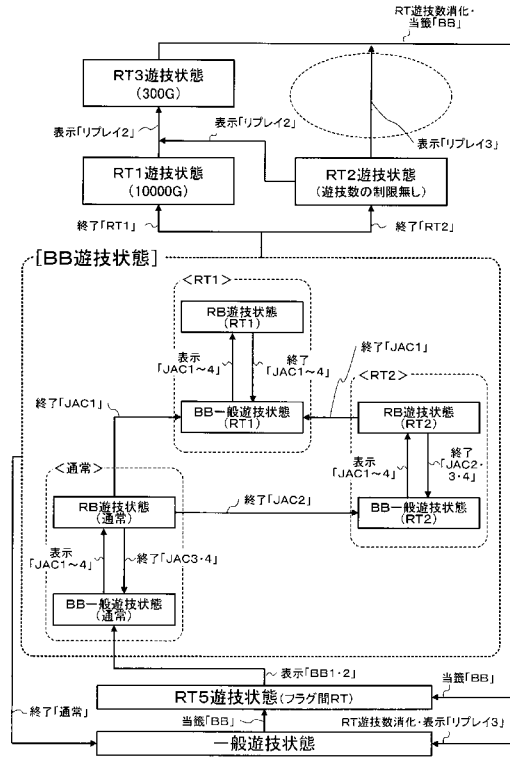 RT遊技数消化・
当籤「BB」
RT3遊技状態
(300G)
表示「リプレイ2」
表示「リプレイ2」
表示「リプレイ3」
RT1遊技状態
(10000G)
RT2遊技状態
(遊技数の制限無し)
終了「RT1」
終了「RT2」
[BB遊技状態]
<RT1>
RB遊技状態
(RT1)
表示
「JAC1~4」
終了
「JAC1~4」
終了「JAC1」
<RT2>
終了「JAC1」
BB一般遊技状態
(RT1)
RB遊技状態
(RT2)
<通常>
表示
「JAC1~4」
終了
「JAC2・
3・4」
RB遊技状態
(通常)
終了「JAC2」
BB一般遊技状態
(RT2)
表示
「JAC1~4」
終了「JAC3・4」
BB一般遊技状態
(通常)
表示「BB1・2」
RT5遊技状態(フラグ間RT)
当籤「BB」
終了「通常」
当籤「BB」
RT遊技数消化・表示「リプレイ3」
一般遊技状態